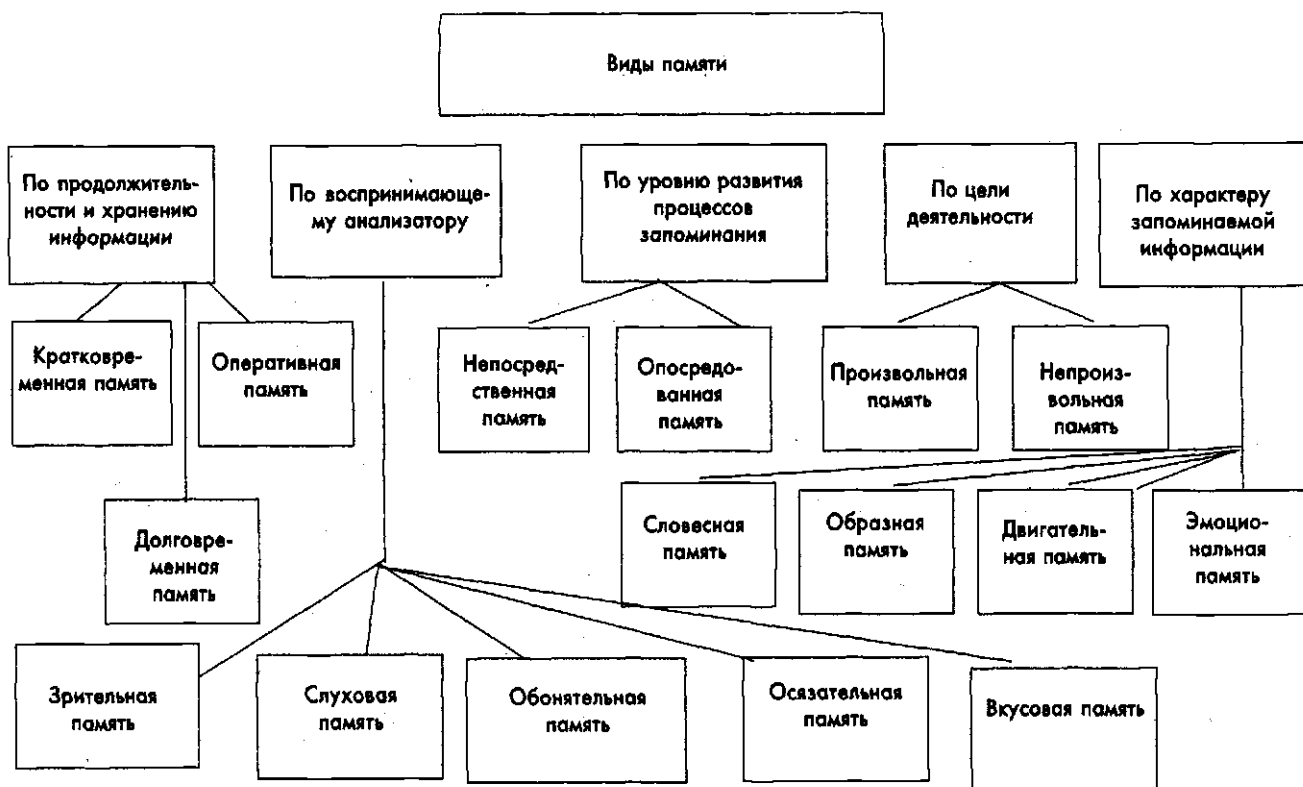 Виды памяти
По продолжитель-
ности и хранению
информации
По воспринимающе-
му анализатору
По уровню развития
процессов
запоминания
По цели
деятельности
По характеру
запоминаемой
информации
Кратковре-
менная память
Оперативная
память
Непосред-
ственная
память
Опосредо-
ванная
память
Произвольная
память
Непроиз-
вольная
память
Долговре-
менная
память
Словесная
память
Образная
память
Двигатель-
ная память
Эмоцио-
нальная
память
Зрительная
память
Слуховая
память
Обонятельная
память
Осязательная
память
Вкусовая память